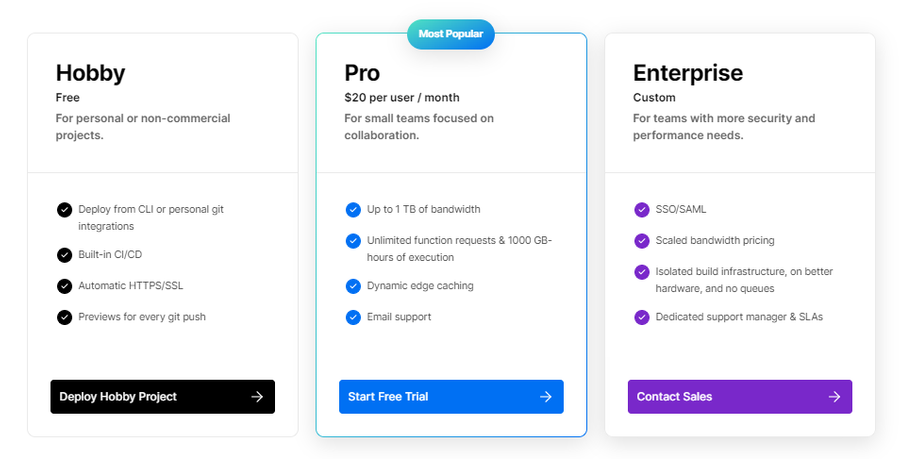 Most Popular
Hobby
Free
For personal or non-commercial
projects.
Deploy from CLI or personal git
integrations
Built-in CI/CD
Automatic HTTPS/SSL
Previews for every git push
Deploy Hobby Project
Pro
$20 per user / month
For small teams focused on
collaboration.
Up to 1 TB of bandwidth
Unlimited function requests & 1000 GB-
hours of execution
Dynamic edge caching
Email support
Start Free Trial
Enterprise
Custom
For teams with more security and
performance needs.
SSO/SAML
Scaled bandwidth pricing
Isolated build infrastructure, on better
hardware, and no queues
Dedicated support manager & SLAs
Contact Sales